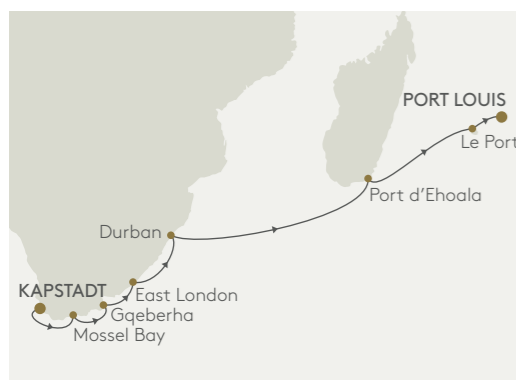 PORT LOUIS
Le Port
Port d’Ehoala
Durban
KAPSTADT
East London
Gqeberha
Mossel Bay